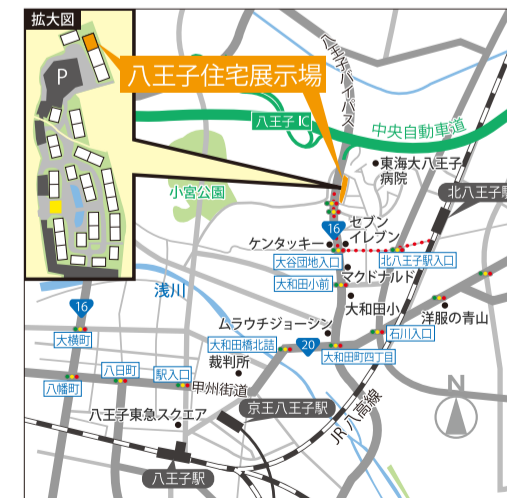 拡大図
P
八王子住宅展示場
八王子バイパス
八王子IC
中央自動車道
東海大八王子
病院
小宮公園
北八王子駅
16
セブン
イレブン
ケンタッキー
大谷団地入口
北八王子駅入口
マクドナルド
大和田小前
大和田小
浅川
16
洋服の青山
石川入口
ムラウチジョーシン
大和田橋北詰
20
大和田町四丁目
大横町
裁判所
八日町
駅入口
八幡町
甲州街道
京王八王子駅
JR 八高線
八王子東急スクエア
八王子駅
N